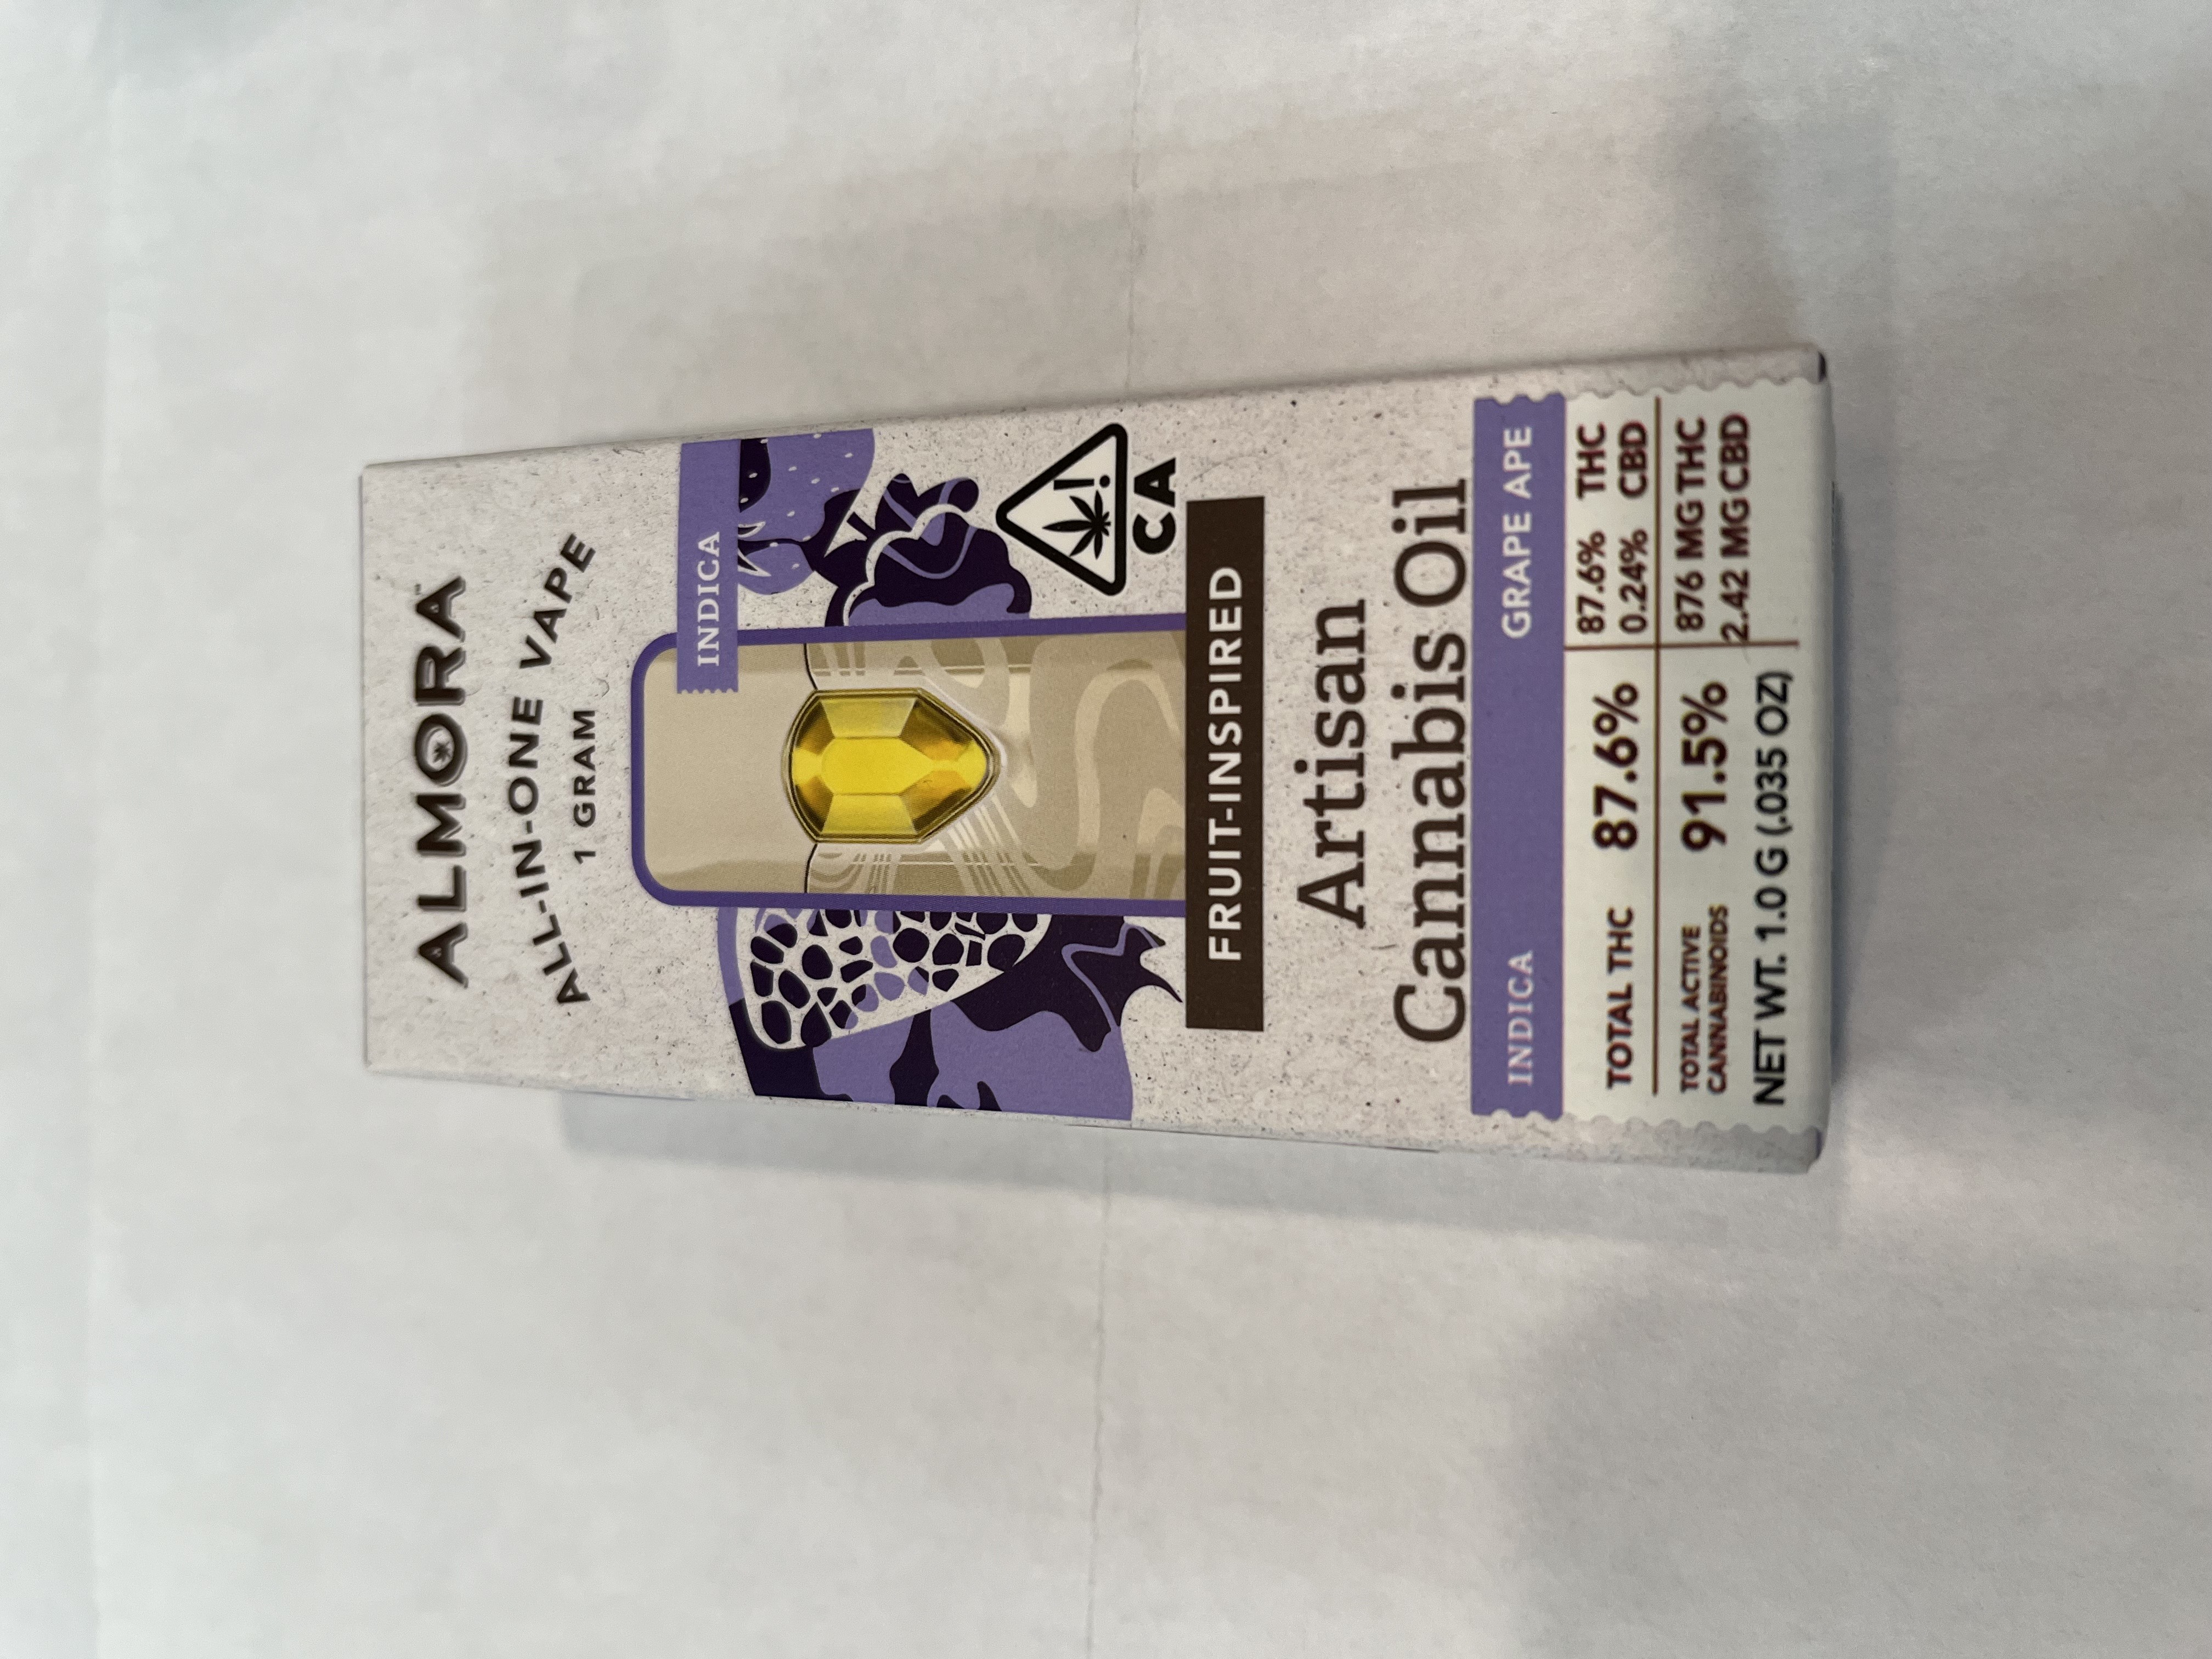 ALMORA™
ALL-IN-ONE VAPE
1 GRAM
INDICA
CA
FRUIT-INSPIRED
Artisan
Cannabis Oil
INDICA GRAPE APE
TOTAL THC 87.6% 87.6% THC
0.24% CBD
TOTAL ACTIVE
CANNABINOIDS 91.5% 876 MG THC
2.42 MG CBD
NET WT. 1.0 G (.035 OZ)